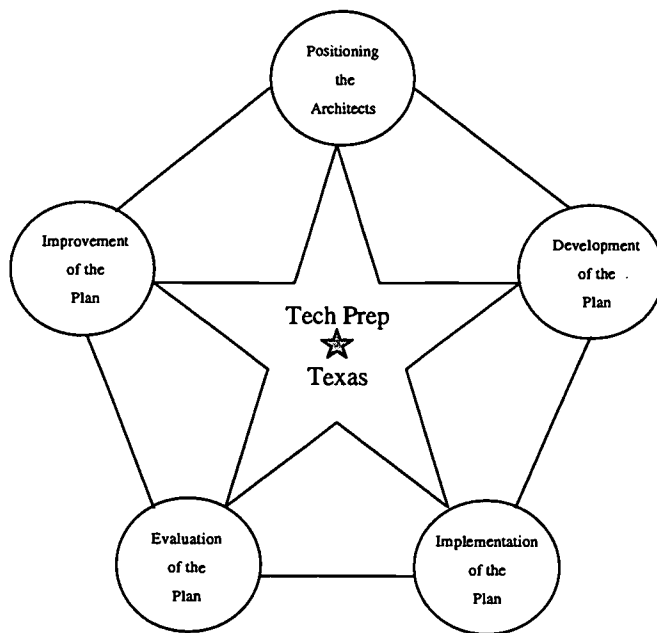 Positioning
the
Architects
Improvement
of the
Plan
Development
of the
Plan
Tech Prep
Texas
Evaluation
of the
Plan
Implementation
of the
Plan